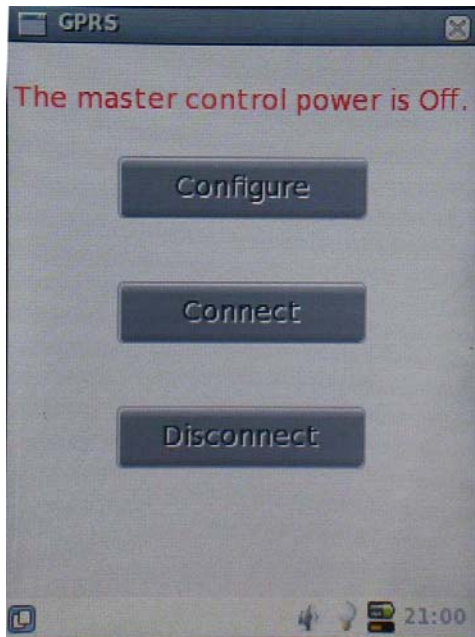 GPRS
The master control power is Off.
Configure
Connect
Disconnect
21:00